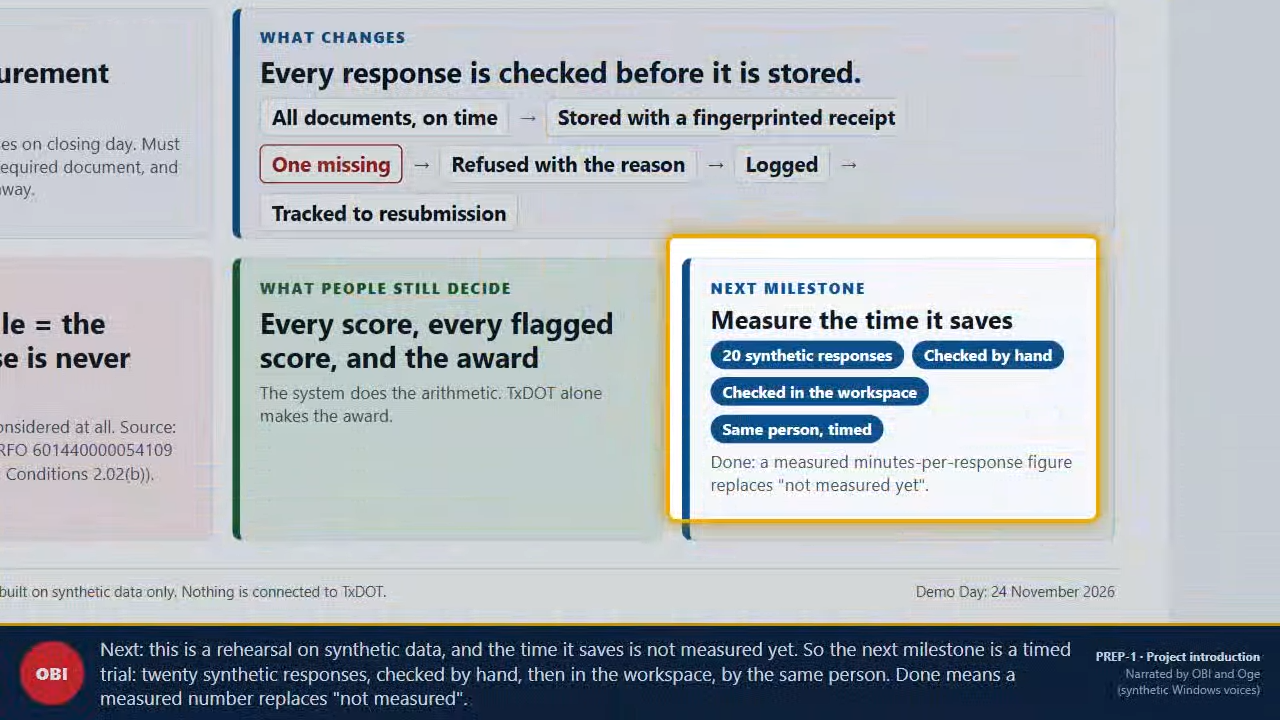 urement
es on closing day. Must
equired document, and
way.
WHAT CHANGES
Every response is checked before it is stored.
All documents, on time → Stored with a fingerprinted receipt
One missing → Refused with the reason → Logged →
Tracked to resubmission
le = the
se is never
onsidered at all. Source:
RFO 601440000054109
Conditions 2.02(b)).
WHAT PEOPLE STILL DECIDE
Every score, every flagged
score, and the award
The system does the arithmetic. TxDOT alone
makes the award.
NEXT MILESTONE
Measure the time it saves
20 synthetic responses Checked by hand
Checked in the workspace
Same person, timed
Done: a measured minutes-per-response figure
replaces "not measured yet".
built on synthetic data only. Nothing is connected to TxDOT.
Demo Day: 24 November 2026
OBI
Next: this is a rehearsal on synthetic data, and the time it saves is not measured yet. So the next milestone is a timed
trial: twenty synthetic responses, checked by hand, then in the workspace, by the same person. Done means a
measured number replaces "not measured".
PREP-1 · Project introduction
Narrated by OBI and Oge
(synthetic Windows voices)